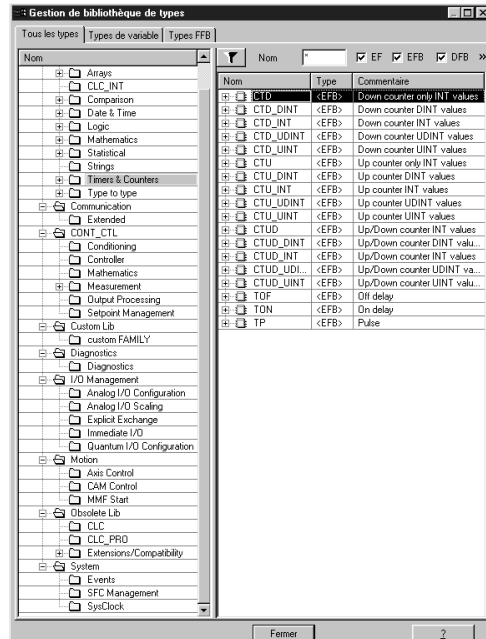 Gestion de bibliothèque de types
Tous les types Types de variable Types FFB
Nom
Arrays
CLC_INT
Comparison
Date & Time
Logic
Mathematics
Statistical
Strings
Timers & Counters
Type to type
Communication
Extended
CONT_CTL
Conditioning
Controller
Mathematics
Measurement
Output Processing
Setpoint Management
Custom Lib
custom FAMILY
Diagnostics
Diagnostics
I/O Management
Analog I/O Configuration
Analog I/O Scaling
Explicit Exchange
Immediate I/O
Quantum I/O Configuration
Motion
Axis Control
CAM Control
MMF Start
Obsolete Lib
CLC
CLC_PRO
Extensions/Compatibility
System
Events
SFC Management
SysClock
Nom * EF EFB DFB »
Nom Type Commentaire
CTD <EFB> Down counter only INT values
CTD_DINT <EFB> Down counter DINT values
CTD_INT <EFB> Down counter INT values
CTD_UDINT <EFB> Down counter UDINT values
CTD_UINT <EFB> Down counter UINT values
CTU <EFB> Up counter only INT values
CTU_DINT <EFB> Up counter DINT values
CTU_INT <EFB> Up counter INT values
CTU_UDINT <EFB> Up counter UDINT values
CTU_UINT <EFB> Up counter UINT values
CTUD <EFB> Up/Down counter INT values
CTUD_DINT <EFB> Up/Down counter DINT valu...
CTUD_INT <EFB> Up/Down counter INT values
CTUD_UDI... <EFB> Up/Down counter UDINT va...
CTUD_UINT <EFB> Up/Down counter UINT valu...
TOF <EFB> Off delay
TON <EFB> On delay
TP <EFB> Pulse
Fermer ?